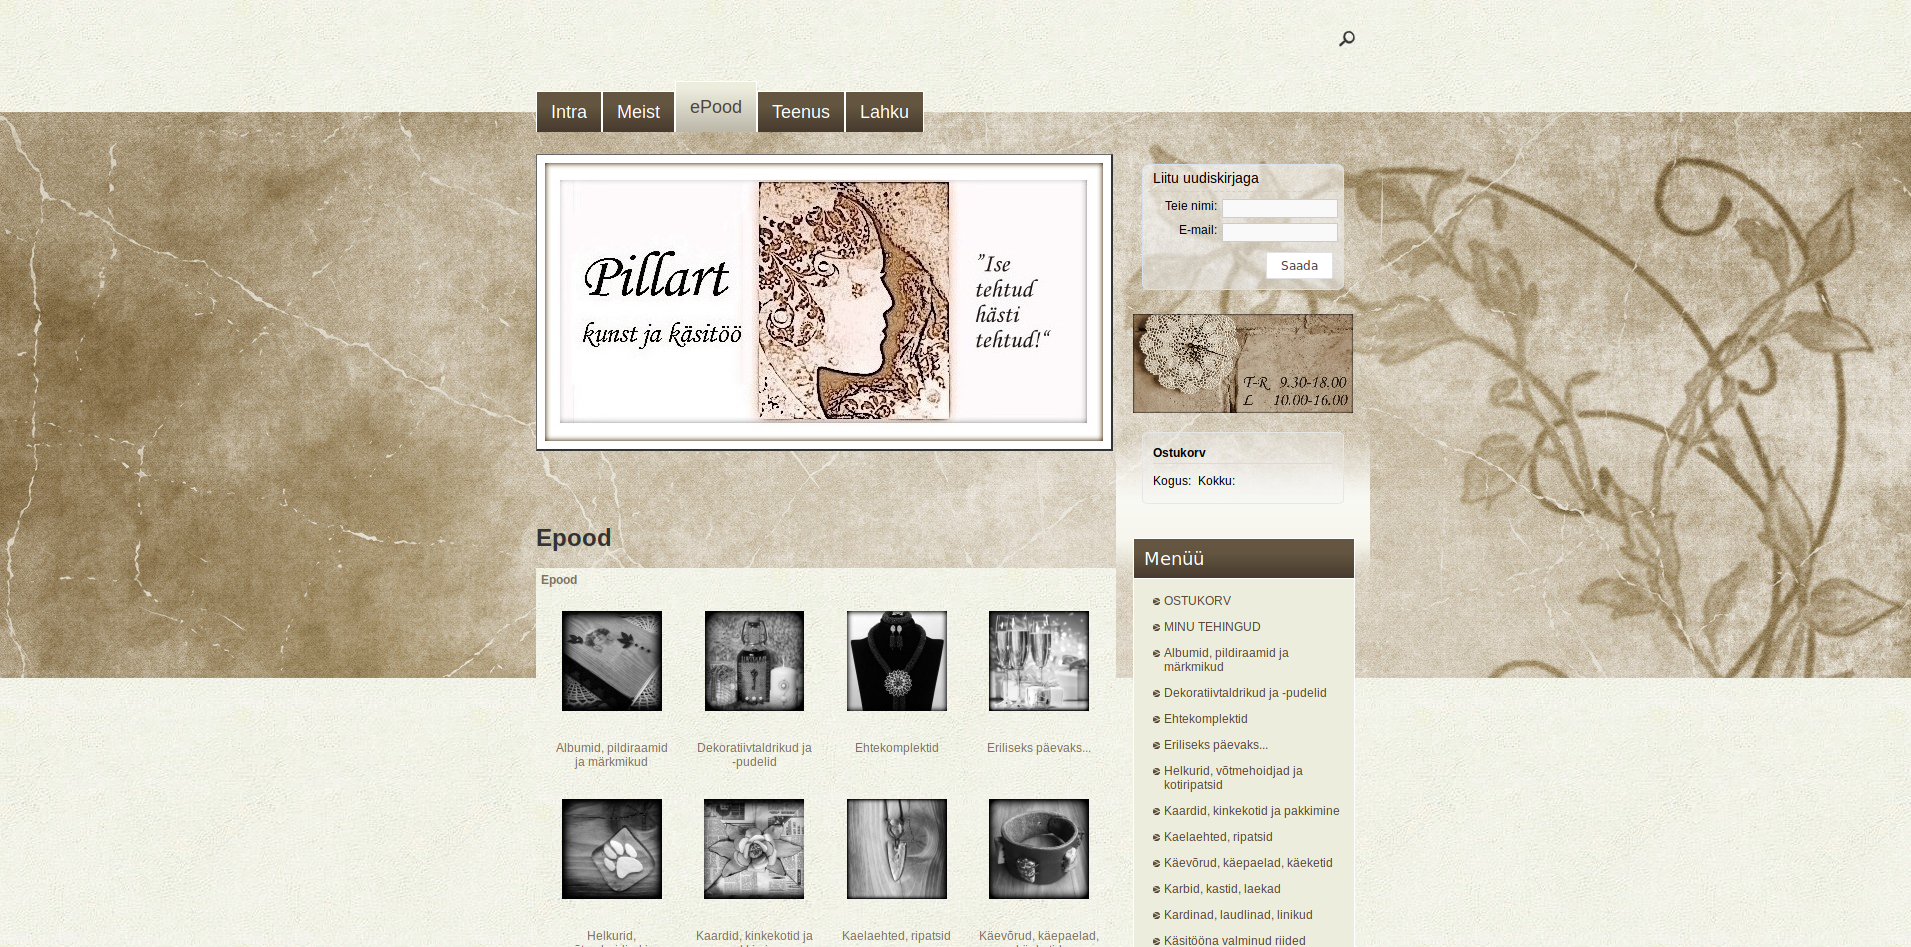 Intra
Meist
ePood
Teenus
Lahku
Pillart
kunst ja käsitöö
"Ise
tehtud
hästi
tehtud!"
Liitu uudiskirjaga
Teie nimi:
E-mail:
Saada
T-R 9.30-18.00
L 10.00-16.00
Ostukorv
Kogus: Kokku:
Epood
Epood
Albumid, pildiraamid
ja märkmikud
Dekoratiivtaldrikud ja
-pudelid
Ehtekomplektid
Eriliseks päevaks...
Helkurid,
Kaardid, kinkekotid ja
Kaelaehted, ripatsid
Käevõrud, käepaelad,
Menüü
OSTUKORV
MINU TEHINGUD
Albumid, pildiraamid ja
märkmikud
Dekoratiivtaldrikud ja -pudelid
Ehtekomplektid
Eriliseks päevaks...
Helkurid, võtmehoidjad ja
kotiripatsid
Kaardid, kinkekotid ja pakkimine
Kaelaehted, ripatsid
Käevõrud, käepaelad, käeketid
Karbid, kastid, laekad
Kardinad, laudlinad, linikud
Käsitööna valminud riided